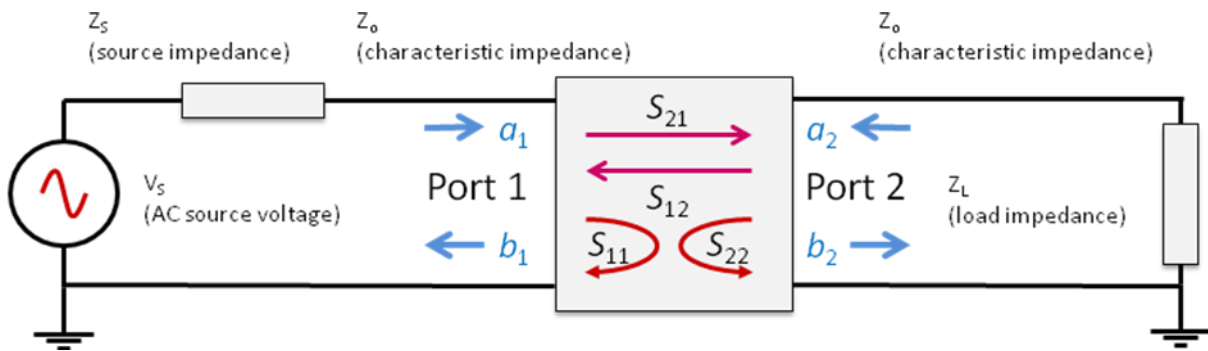 Zₛ
(source impedance)
Zₒ
(characteristic impedance)
Zₒ
(characteristic impedance)
S₂₁
a₁
a₂
Port 1
Port 2
Vₛ
(AC source voltage)
S₁₂
Z_L
(load impedance)
b₁
S₁₁
S₂₂
b₂